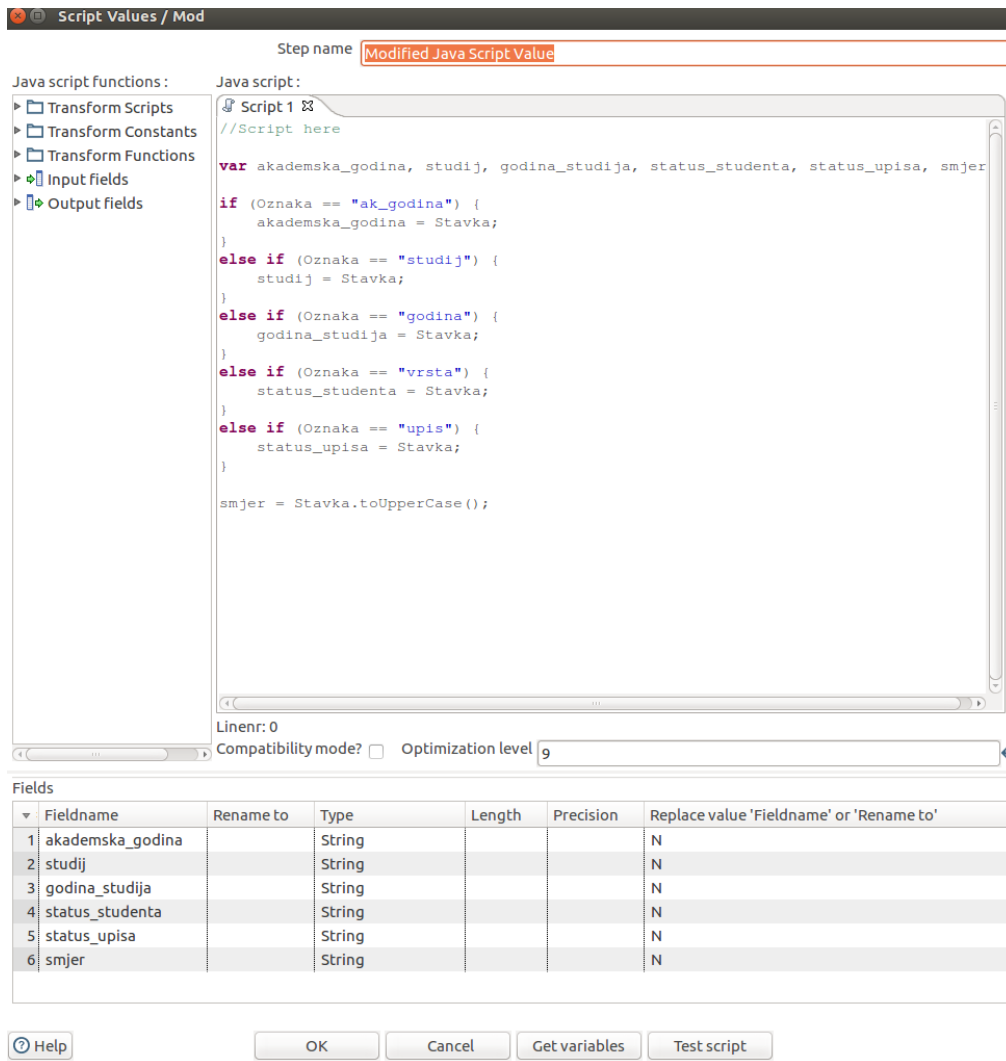 Script Values / Mod
Step name Modified Java Script Value
Java script functions :
Java script :
Transform Scripts
Transform Constants
Transform Functions
Input fields
Output fields
Script 1
//Script here
var akademska_godina, studij, godina_studija, status_studenta, status_upisa, smjer
if (Oznaka == "ak_godina") {
akademska_godina = Stavka;
}
else if (Oznaka == "studij") {
studij = Stavka;
}
else if (Oznaka == "godina") {
godina_studija = Stavka;
}
else if (Oznaka == "vrsta") {
status_studenta = Stavka;
}
else if (Oznaka == "upis") {
status_upisa = Stavka;
}
smjer = Stavka.toUpperCase();
Linenr: 0
Compatibility mode? Optimization level 9
Fields
Fieldname Rename to Type Length Precision Replace value 'Fieldname' or 'Rename to'
1 akademska_godina String N
2 studij String N
3 godina_studija String N
4 status_studenta String N
5 status_upisa String N
6 smjer String N
Help OK Cancel Get variables Test script